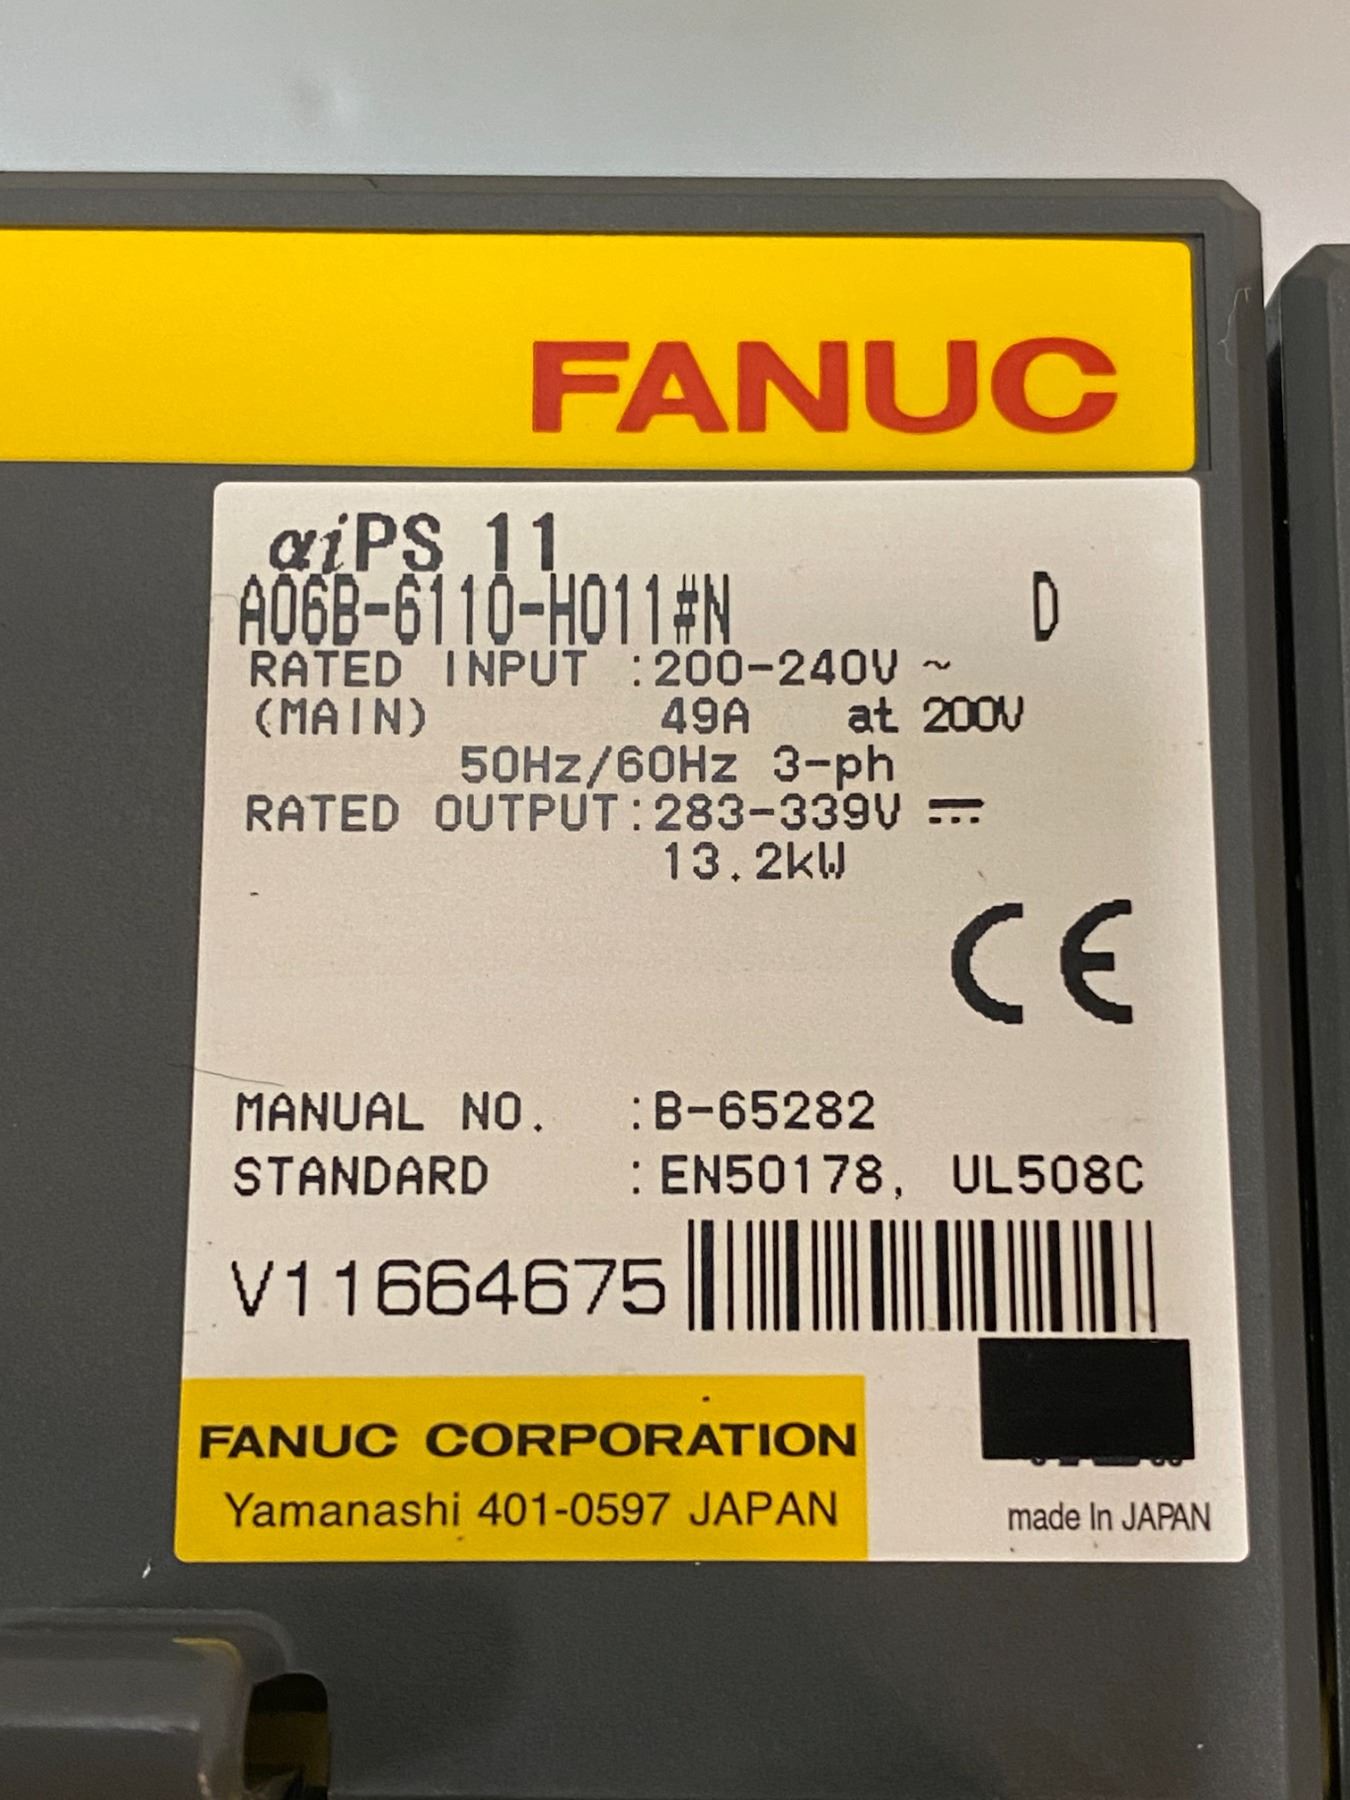 FANUC
αiPS 11
A06B-6110-H011#N D
RATED INPUT :200-240V ~
(MAIN) 49A at 200V
50Hz/60Hz 3-ph
RATED OUTPUT:283-339V ⎓
13.2kW
CE
MANUAL NO. :B-65282
STANDARD :EN50178, UL508C
V11664675
FANUC CORPORATION
Yamanashi 401-0597 JAPAN
made In JAPAN